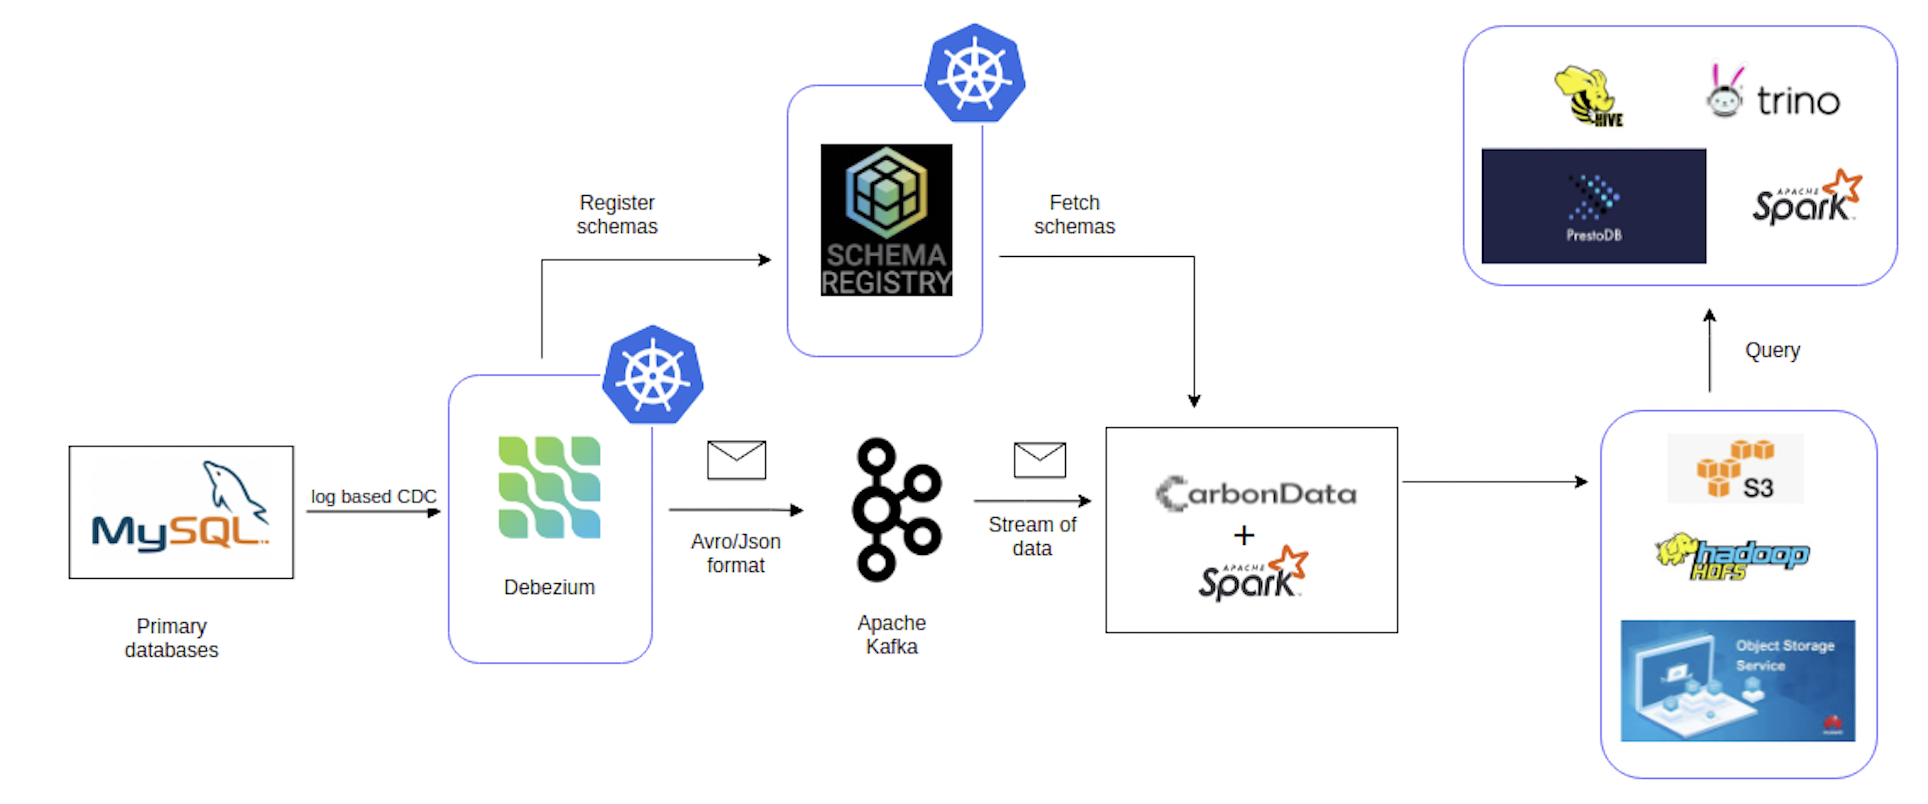 MySQL
Primary
databases
log based CDC
Debezium
Register
schemas
SCHEMA
REGISTRY
Fetch
schemas
Avro/Json
format
Apache
Kafka
Stream of
data
CarbonData
+
APACHE
Spark
S3
hadoop
HDFS
Object Storage
Service
Query
HIVE
trino
PrestoDB
APACHE
Spark